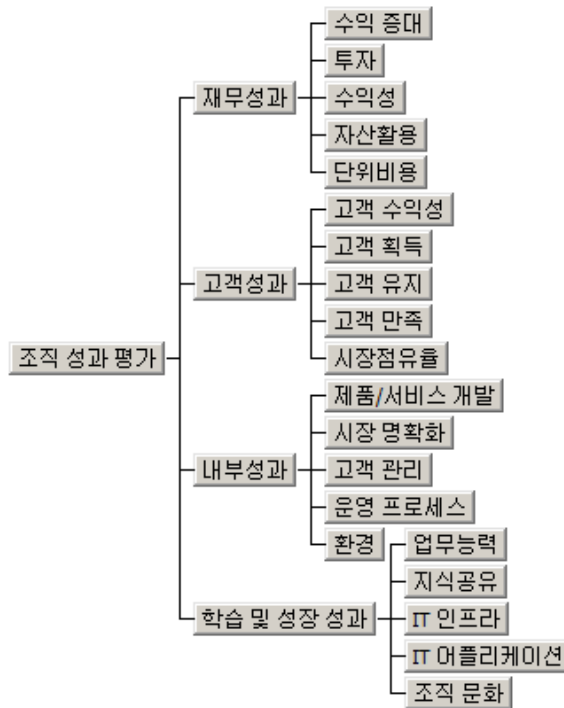 수익 증대
투자
재무성과
수익성
자산활용
단위비용
고객 수익성
고객 획득
고객성과
고객 유지
고객 만족
조직 성과 평가
시장점유율
제품/서비스 개발
시장 명확화
내부성과
고객 관리
운영 프로세스
환경
업무능력
지식공유
학습 및 성장 성과
IT 인프라
IT 어플리케이션
조직 문화